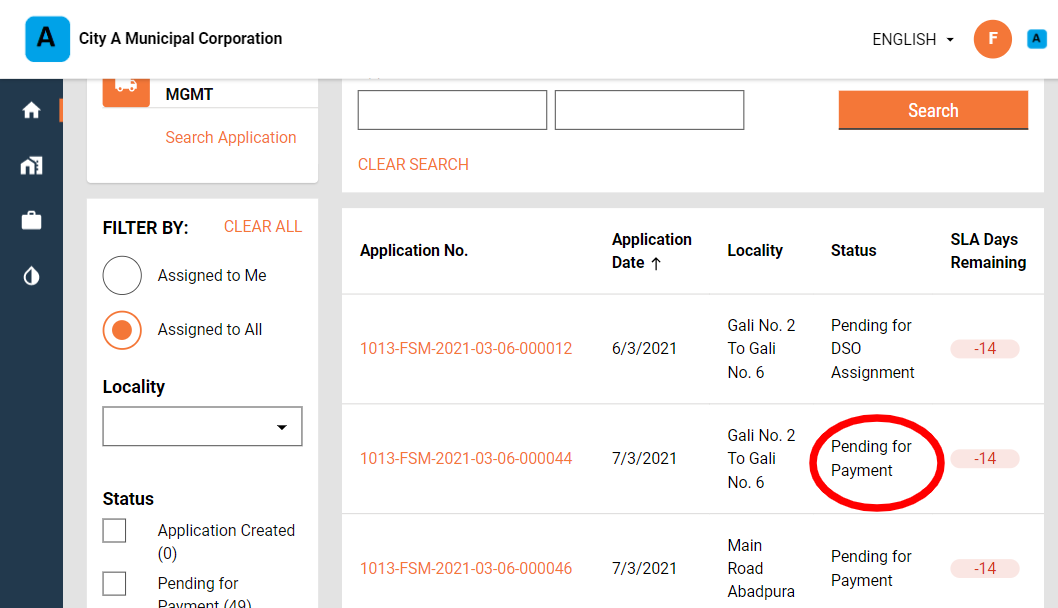 A
City A Municipal Corporation
ENGLISH
F
A
MGMT
Search Application
Search
CLEAR SEARCH
FILTER BY:
CLEAR ALL
Assigned to Me
Assigned to All
Locality
Status
Application Created
(0)
Pending for
Payment (49)
Application No.
Application
Date ↑
Locality
Status
SLA Days
Remaining
1013-FSM-2021-03-06-000012
6/3/2021
Gali No. 2
To Gali
No. 6
Pending for
DSO
Assignment
-14
1013-FSM-2021-03-06-000044
7/3/2021
Gali No. 2
To Gali
No. 6
Pending for
Payment
-14
1013-FSM-2021-03-06-000046
7/3/2021
Main
Road
Abadpura
Pending for
Payment
-14